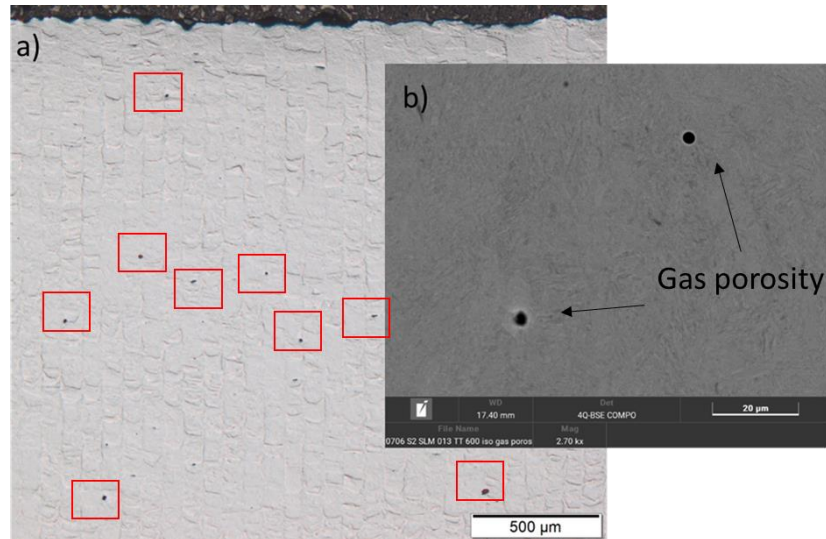 a)
b)
Gas porosity
WD Det
17.40 mm 4Q-BSE COMPO 20 µm
File Name Mag
0706 S2 SLM 013 TT 600 iso gas poros 2.70 kx
500 µm